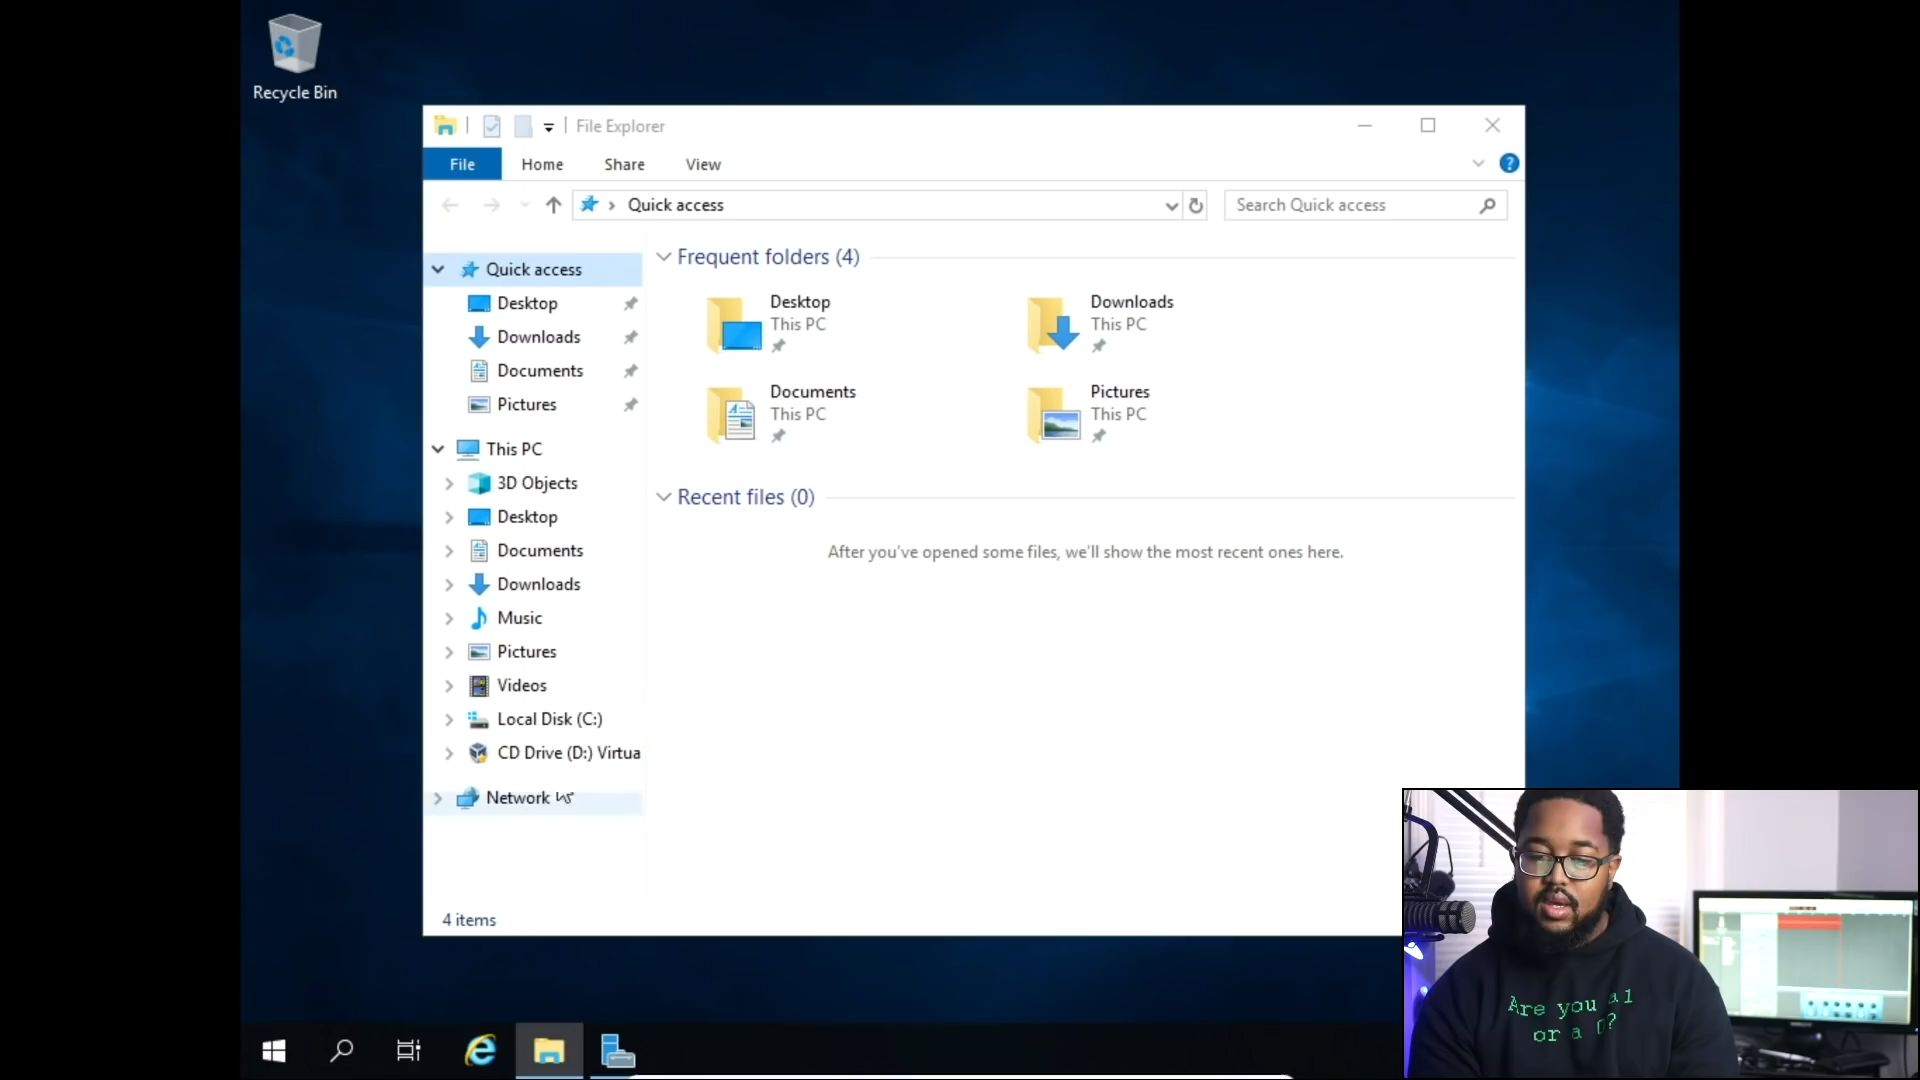 Recycle Bin
File Explorer
File
Home
Share
View
Quick access
Search Quick access
Quick access
Desktop
Downloads
Documents
Pictures
This PC
3D Objects
Desktop
Documents
Downloads
Music
Pictures
Videos
Local Disk (C:)
CD Drive (D:) Virtua
Network
Frequent folders (4)
Desktop
This PC
Downloads
This PC
Documents
This PC
Pictures
This PC
Recent files (0)
After you've opened some files, we'll show the most recent ones here.
4 items
Are you a 1
or a 0?